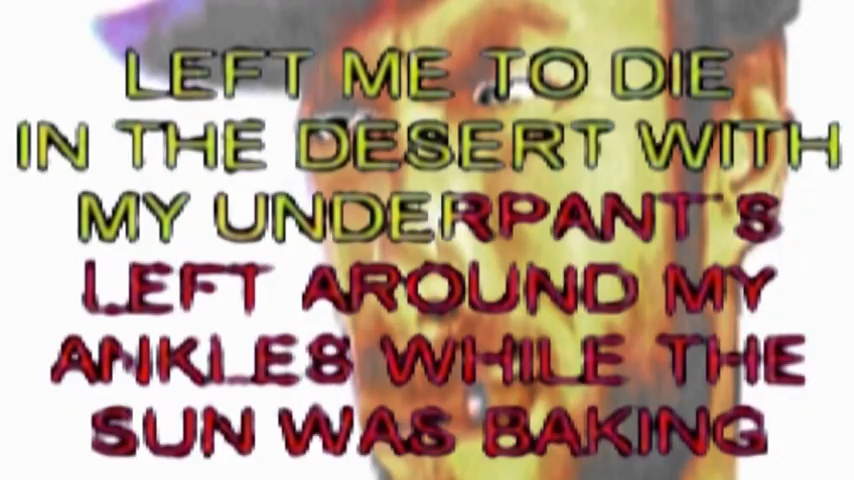 LEFT ME TO DIE
IN THE DESERT WITH
MY UNDERPANT'S
LEFT AROUND MY
ANKLES WHILE THE
SUN WAS BAKING